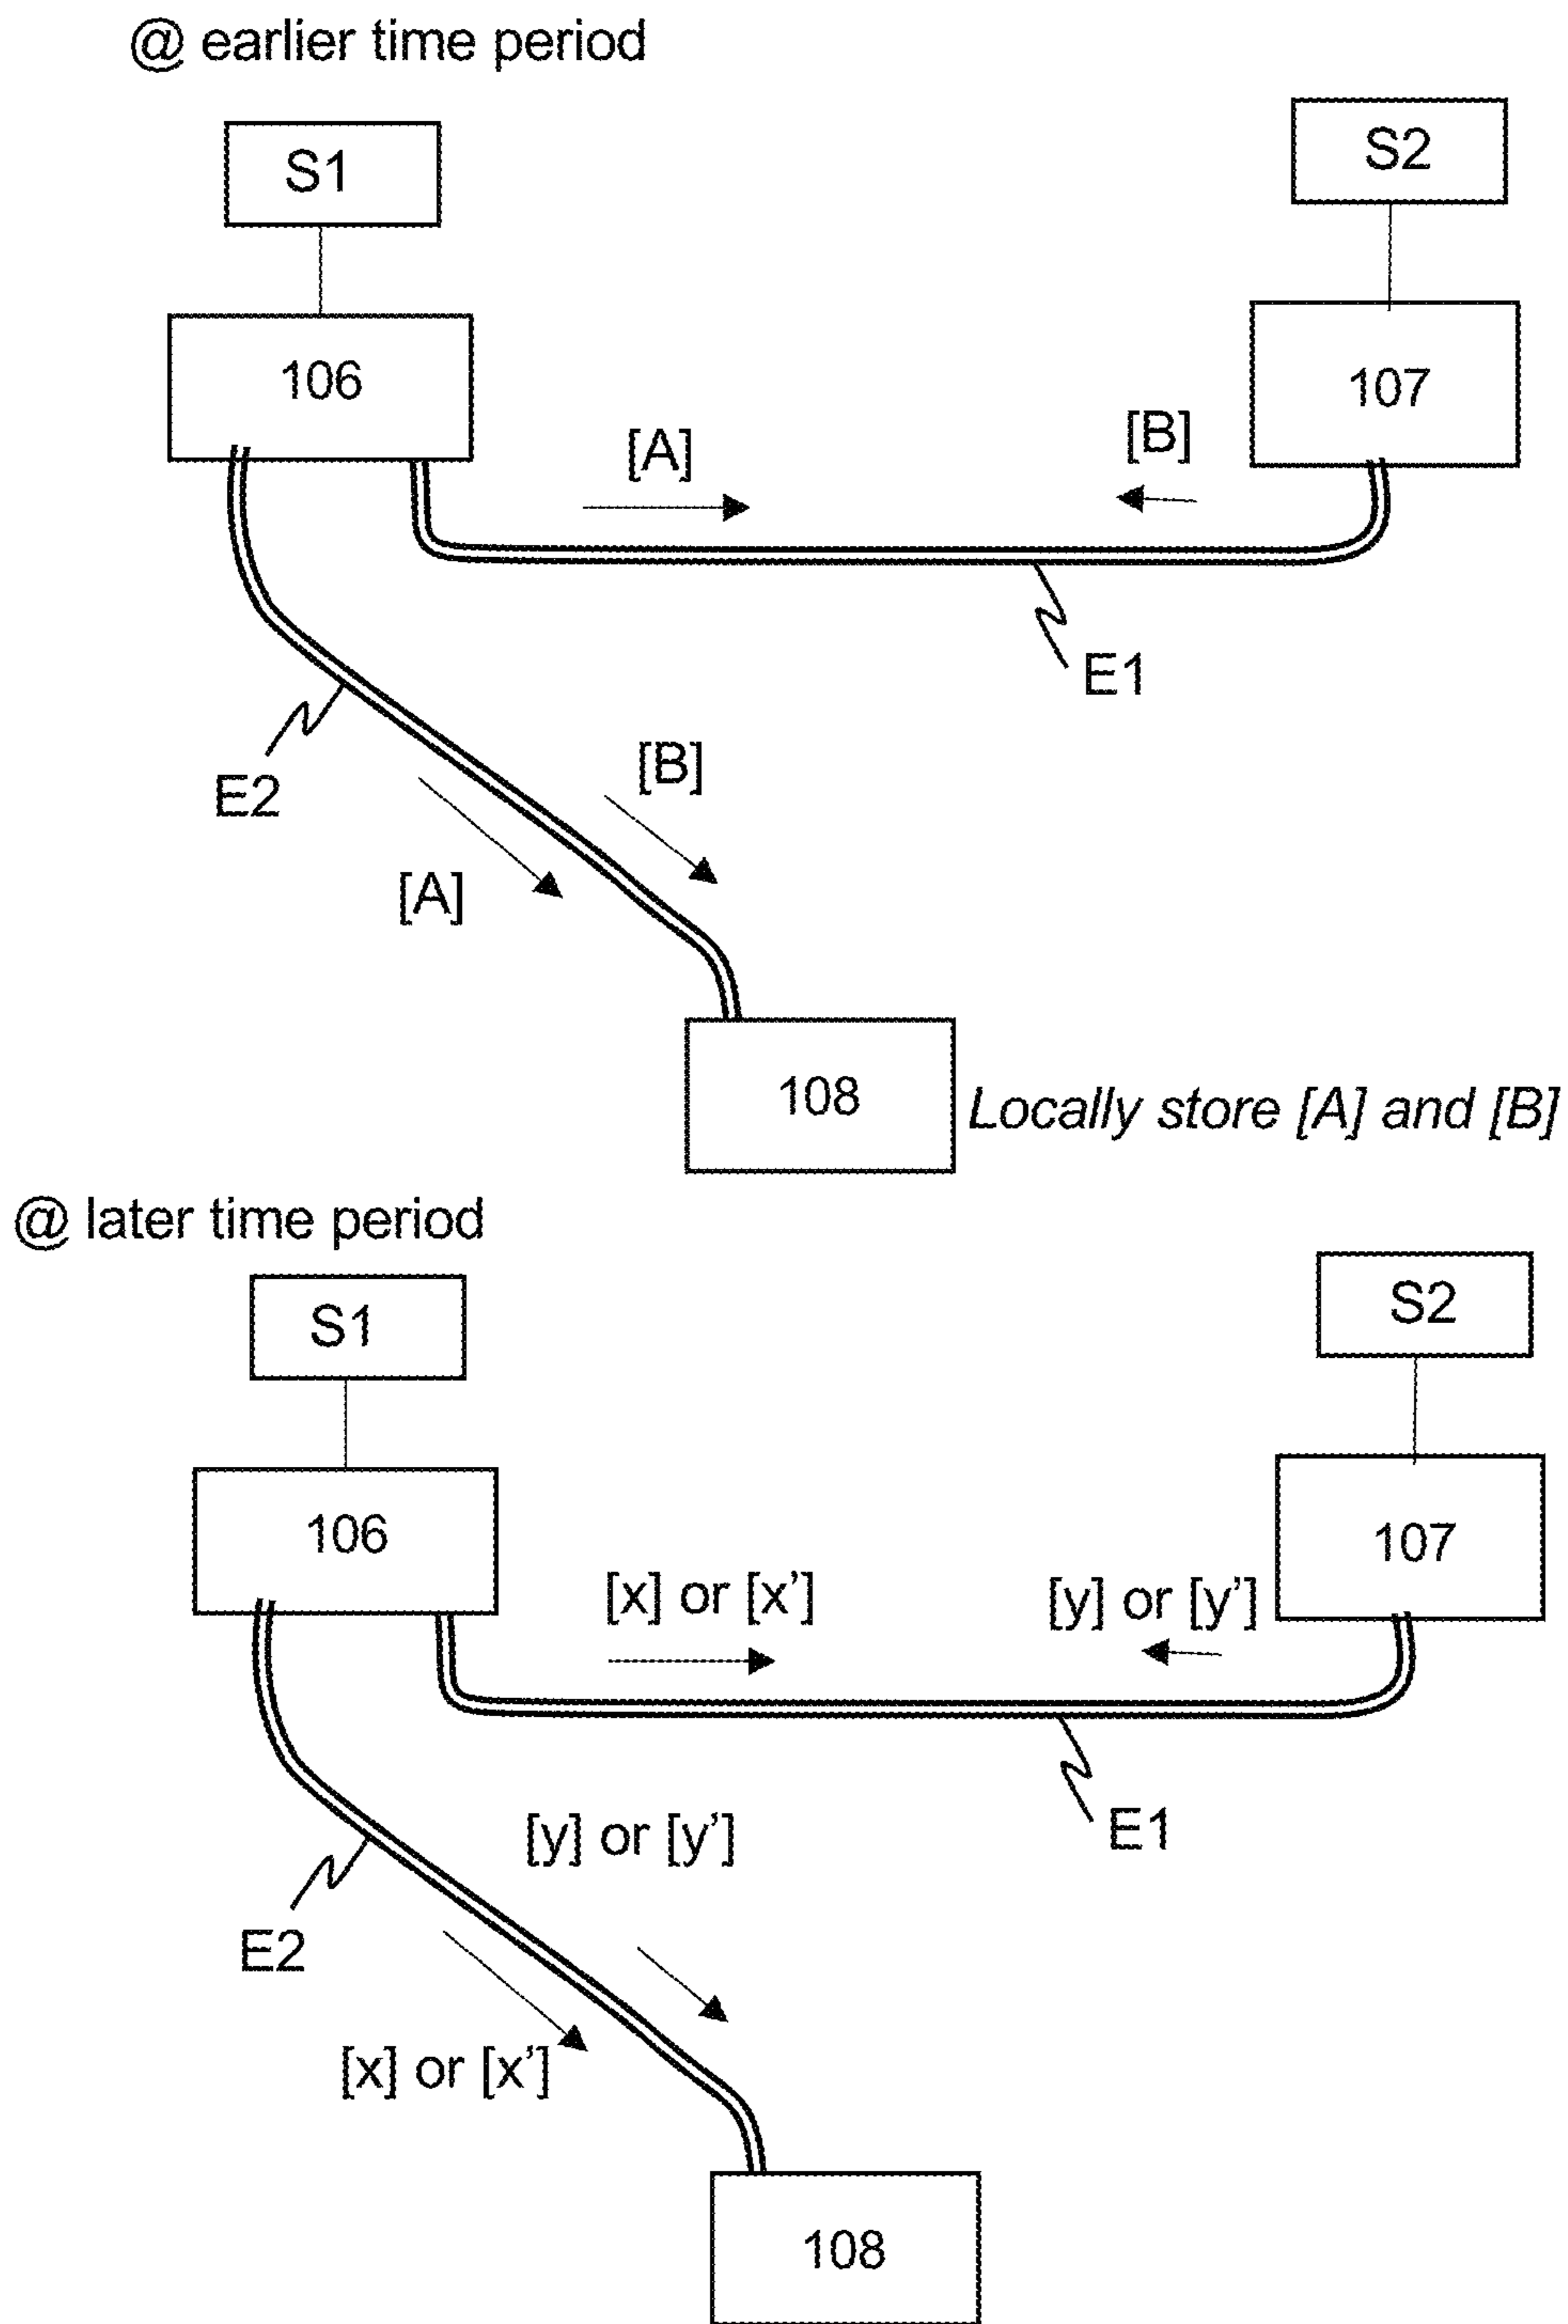 @ earlier time period
S1
S2
106
107
[A]
[B]
E1
E2
[B]
[A]
108
Locally store [A] and [B]
@ later time period
S1
S2
106
107
[x] or [x’]
[y] or [y’]
E1
[y] or [y’]
E2
[x] or [x’]
108